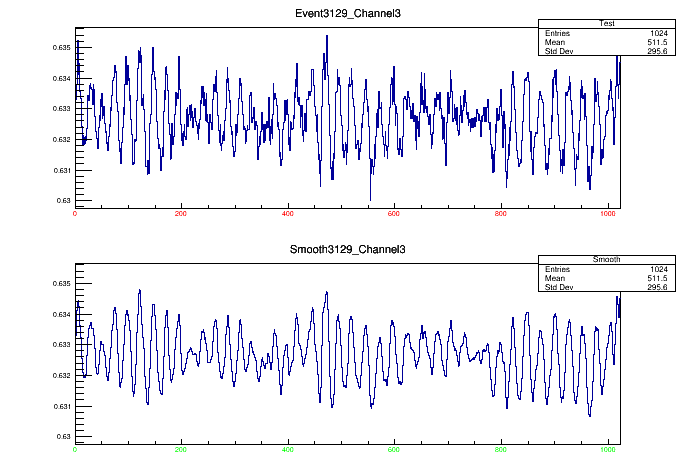 Event3129_Channel3
Test
Entries 1024
Mean 511.5
Std Dev 295.6
0.635
0.634
0.633
0.632
0.631
0.63
0 200 400 600 800 1000
Smooth3129_Channel3
Smooth
Entries 1024
Mean 511.5
Std Dev 295.6
0.635
0.634
0.633
0.632
0.631
0.63
0 200 400 600 800 1000